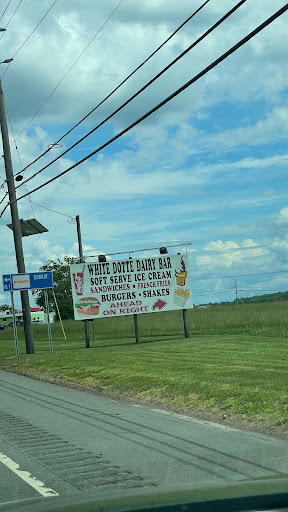 WHITE DOTTE DAIRY BAR
SOFT SERVE ICE CREAM
SANDWICHES • FRENCH FRIES
BURGERS • SHAKES
AHEAD
ON RIGHT